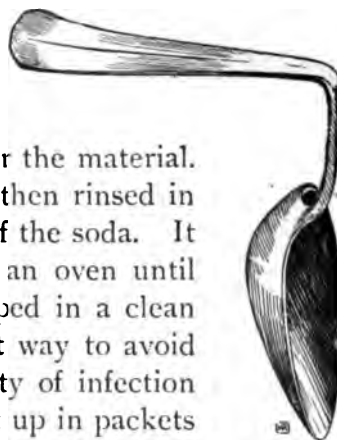 r the material.
then rinsed in
f the soda. It
an oven until
ped in a clean
t way to avoid
ty of infection
up in packets